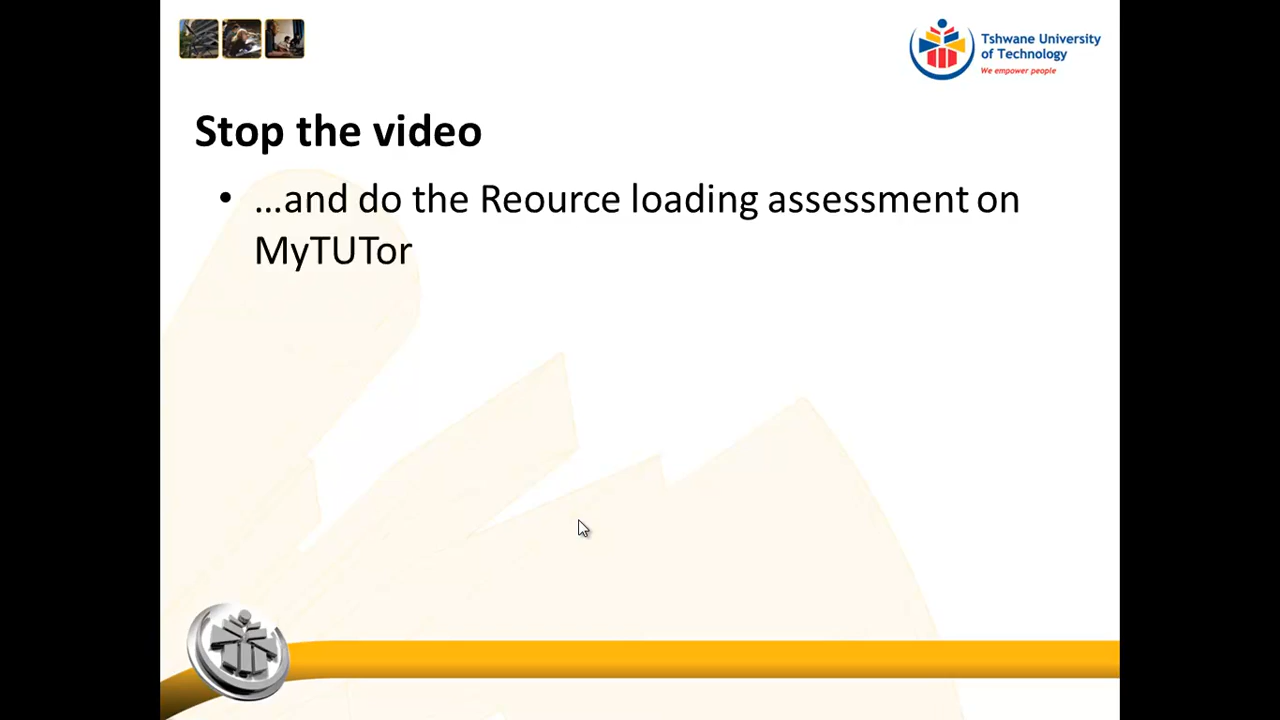 Tshwane University
of Technology
We empower people
Stop the video
• ...and do the Reource loading assessment on
MyTUTor